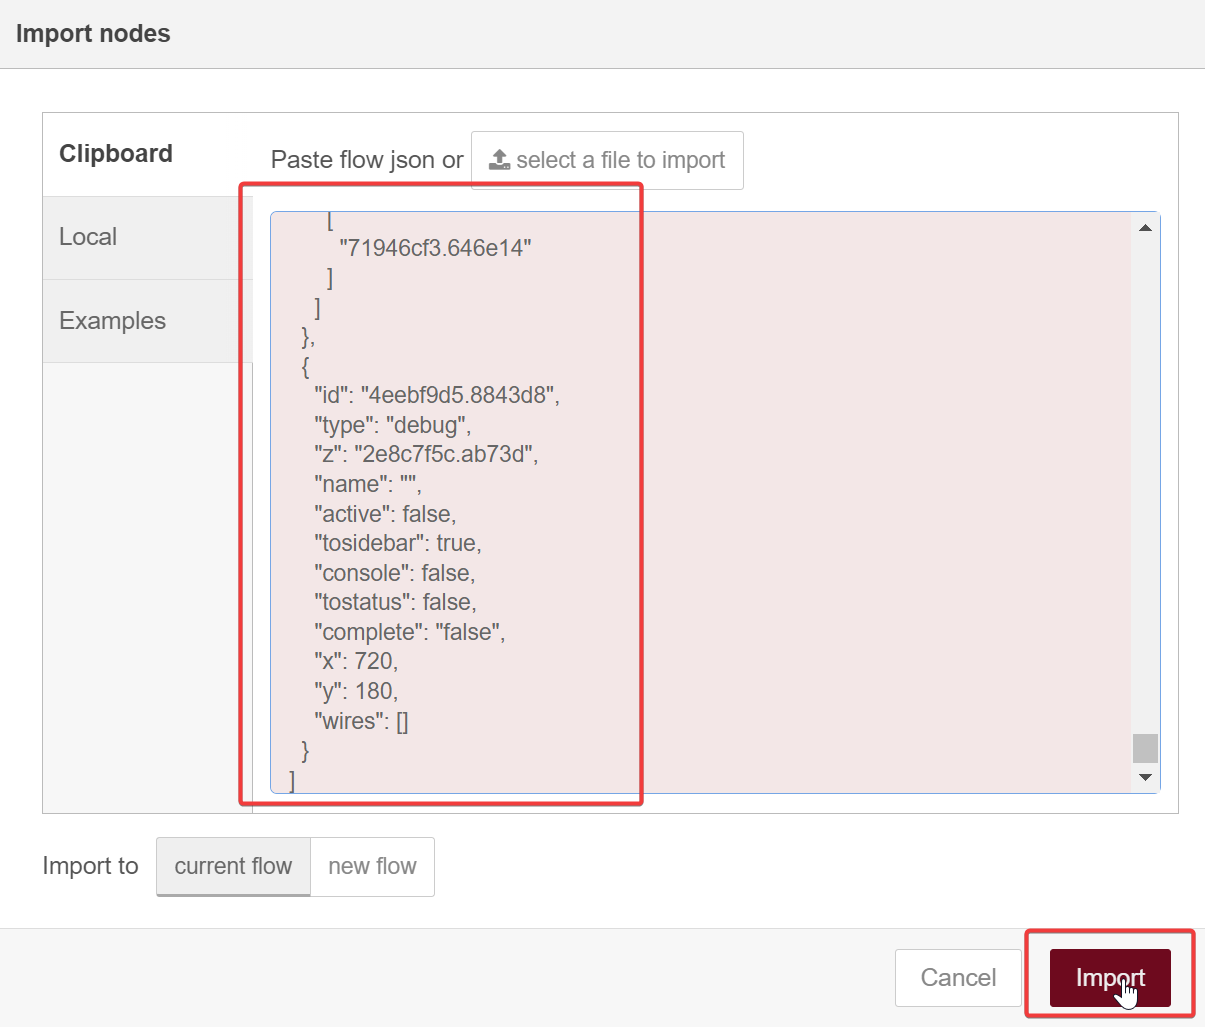 Import nodes
Clipboard
Paste flow json or select a file to import
Local
Examples
[
"71946cf3.646e14"
]
]
},
{
"id": "4eebf9d5.8843d8",
"type": "debug",
"z": "2e8c7f5c.ab73d",
"name": "",
"active": false,
"tosidebar": true,
"console": false,
"tostatus": false,
"complete": "false",
"x": 720,
"y": 180,
"wires": []
}
]
Import to current flow new flow
Cancel Import